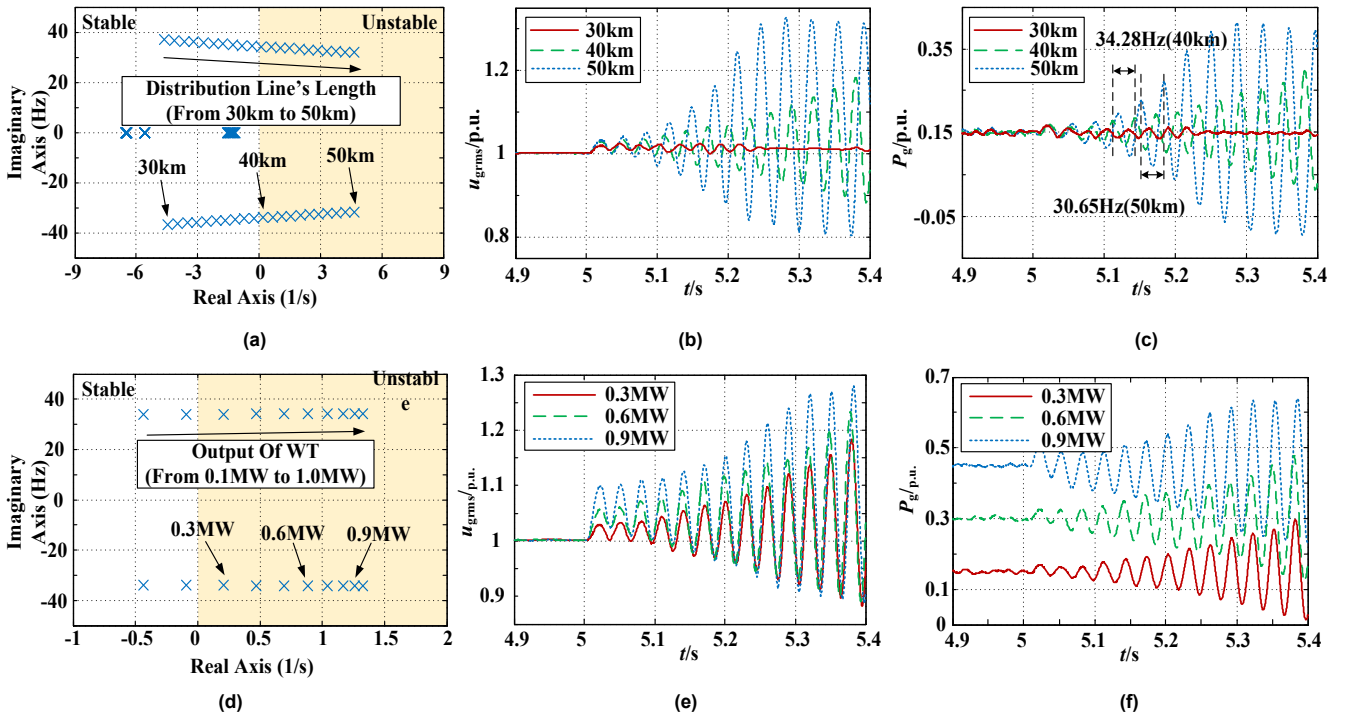 Stable
Unstable
40
20
0
-20
-40
Imaginary
Axis (Hz)
Distribution Line's Length
(From 30km to 50km)
30km
40km
50km
-9
-6
-3
0
3
6
9
Real Axis (1/s)
(a)
1.2
1
0.8
ugrms/p.u.
30km
40km
50km
4.9
5
5.1
5.2
5.3
5.4
t/s
(b)
0.35
0.15
-0.05
Pg/p.u.
30km
40km
50km
34.28Hz(40km)
30.65Hz(50km)
4.9
5
5.1
5.2
5.3
5.4
t/s
(c)
Stable
Unstabl
e
40
20
0
-20
-40
Imaginary
Axis (Hz)
Output Of WT
(From 0.1MW to 1.0MW)
0.3MW
0.6MW
0.9MW
-1
-0.5
0
0.5
1
1.5
2
Real Axis (1/s)
(d)
1.3
1.2
1.1
1
0.9
ugrms/p.u.
0.3MW
0.6MW
0.9MW
4.9
5
5.1
5.2
5.3
5.4
t/s
(e)
0.7
0.5
0.3
0.1
0
Pg/p.u.
0.3MW
0.6MW
0.9MW
4.9
5
5.1
5.2
5.3
5.4
t/s
(f)